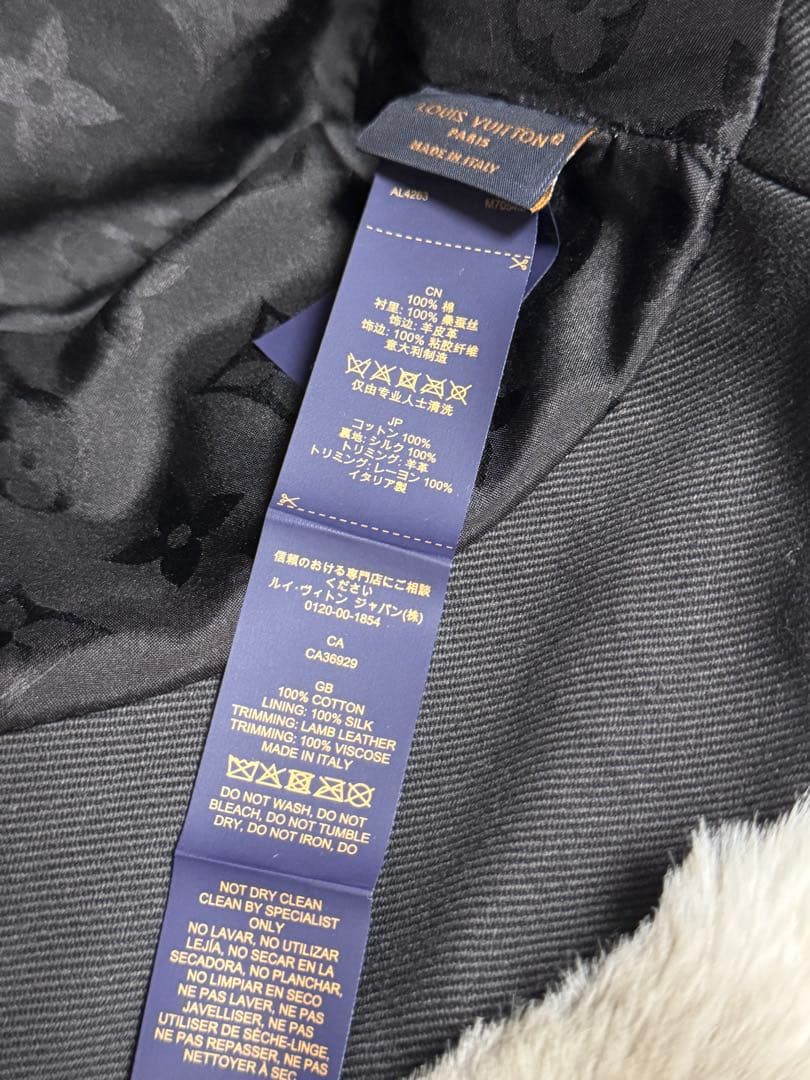 LOUIS VUITTON
PARIS
MADE IN ITALY
AL4263
CN
100% 棉
衬里: 100% 桑蚕丝
饰边: 羊皮革
饰边: 100% 粘胶纤维
意大利制造
仅由专业人士清洗
JP
コットン 100%
裏地: シルク 100%
トリミング: 羊革
トリミング: レーヨン 100%
イタリア製
信頼のおける専門店にご相談
ください
ルイ・ヴィトン ジャパン(株)
0120-00-1854
CA
CA36929
GB
100% COTTON
LINING: 100% SILK
TRIMMING: LAMB LEATHER
TRIMMING: 100% VISCOSE
MADE IN ITALY
DO NOT WASH, DO NOT
BLEACH, DO NOT TUMBLE
DRY, DO NOT IRON, DO
NOT DRY CLEAN
CLEAN BY SPECIALIST
ONLY
NO LAVAR, NO UTILIZAR
LEJÍA, NO SECAR EN LA
SECADORA, NO PLANCHAR,
NO LIMPIAR EN SECO
NE PAS LAVER, NE PAS
JAVELLISER, NE PAS
UTILISER DE SÉCHE-LINGE,
NE PAS REPASSER, NE PAS
NETTOYER À SEC